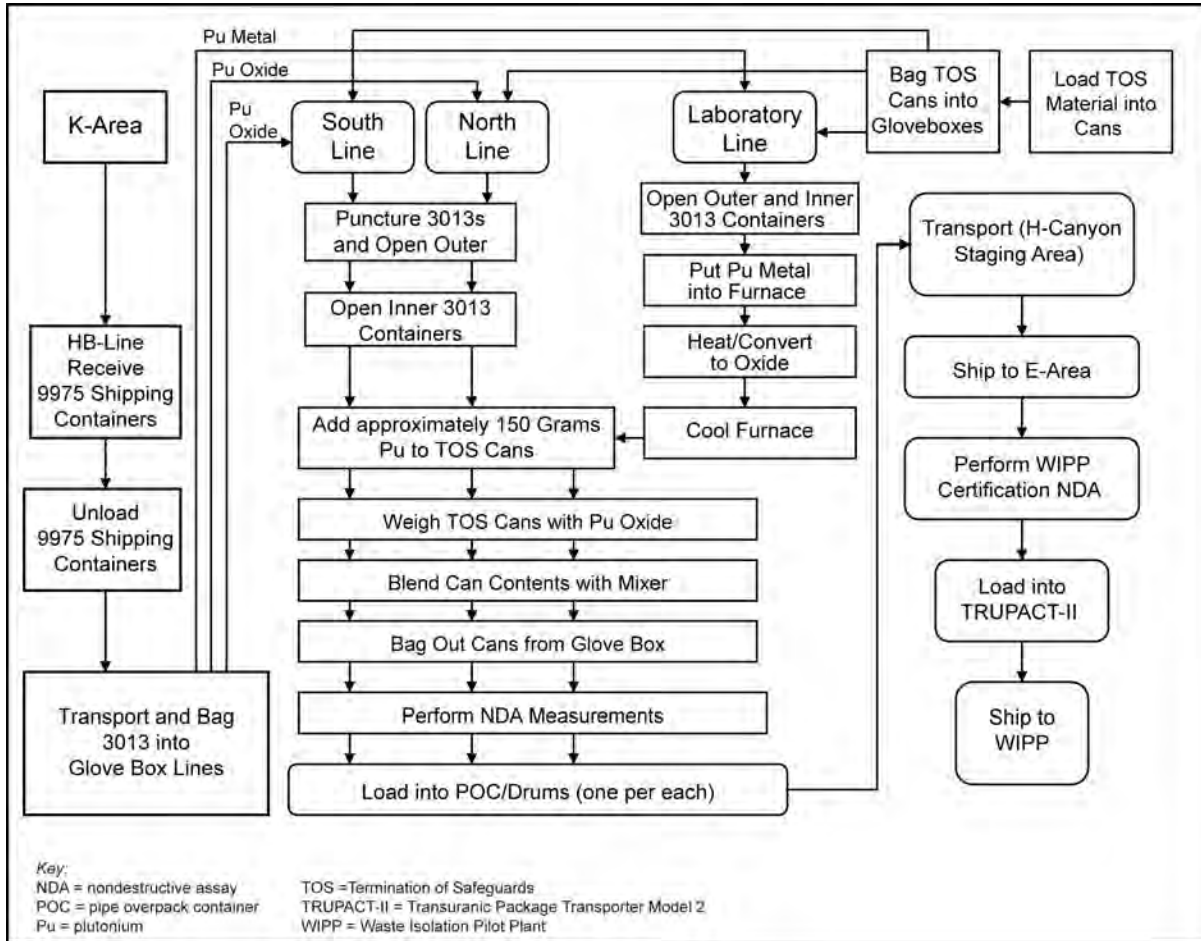 Pu Metal
Pu Oxide
Pu
Oxide
K-Area
South
Line
North
Line
Laboratory
Line
Bag TOS
Cans into
Gloveboxes
Load TOS
Material into
Cans
Puncture 3013s
and Open Outer
Open Inner 3013
Containers
Open Outer and Inner
3013 Containers
Put Pu Metal
into Furnace
Heat/Convert
to Oxide
Cool Furnace
HB-Line
Receive
9975 Shipping
Containers
Unload
9975 Shipping
Containers
Transport and Bag
3013 into
Glove Box Lines
Add approximately 150 Grams
Pu to TOS Cans
Weigh TOS Cans with Pu Oxide
Blend Can Contents with Mixer
Bag Out Cans from Glove Box
Perform NDA Measurements
Load into POC/Drums (one per each)
Transport (H-Canyon
Staging Area)
Ship to E-Area
Perform WIPP
Certification NDA
Load into
TRUPACT-II
Ship to
WIPP
Key:
NDA = nondestructive assay
POC = pipe overpack container
Pu = plutonium
TOS =Termination of Safeguards
TRUPACT-II = Transuranic Package Transporter Model 2
WIPP = Waste Isolation Pilot Plant